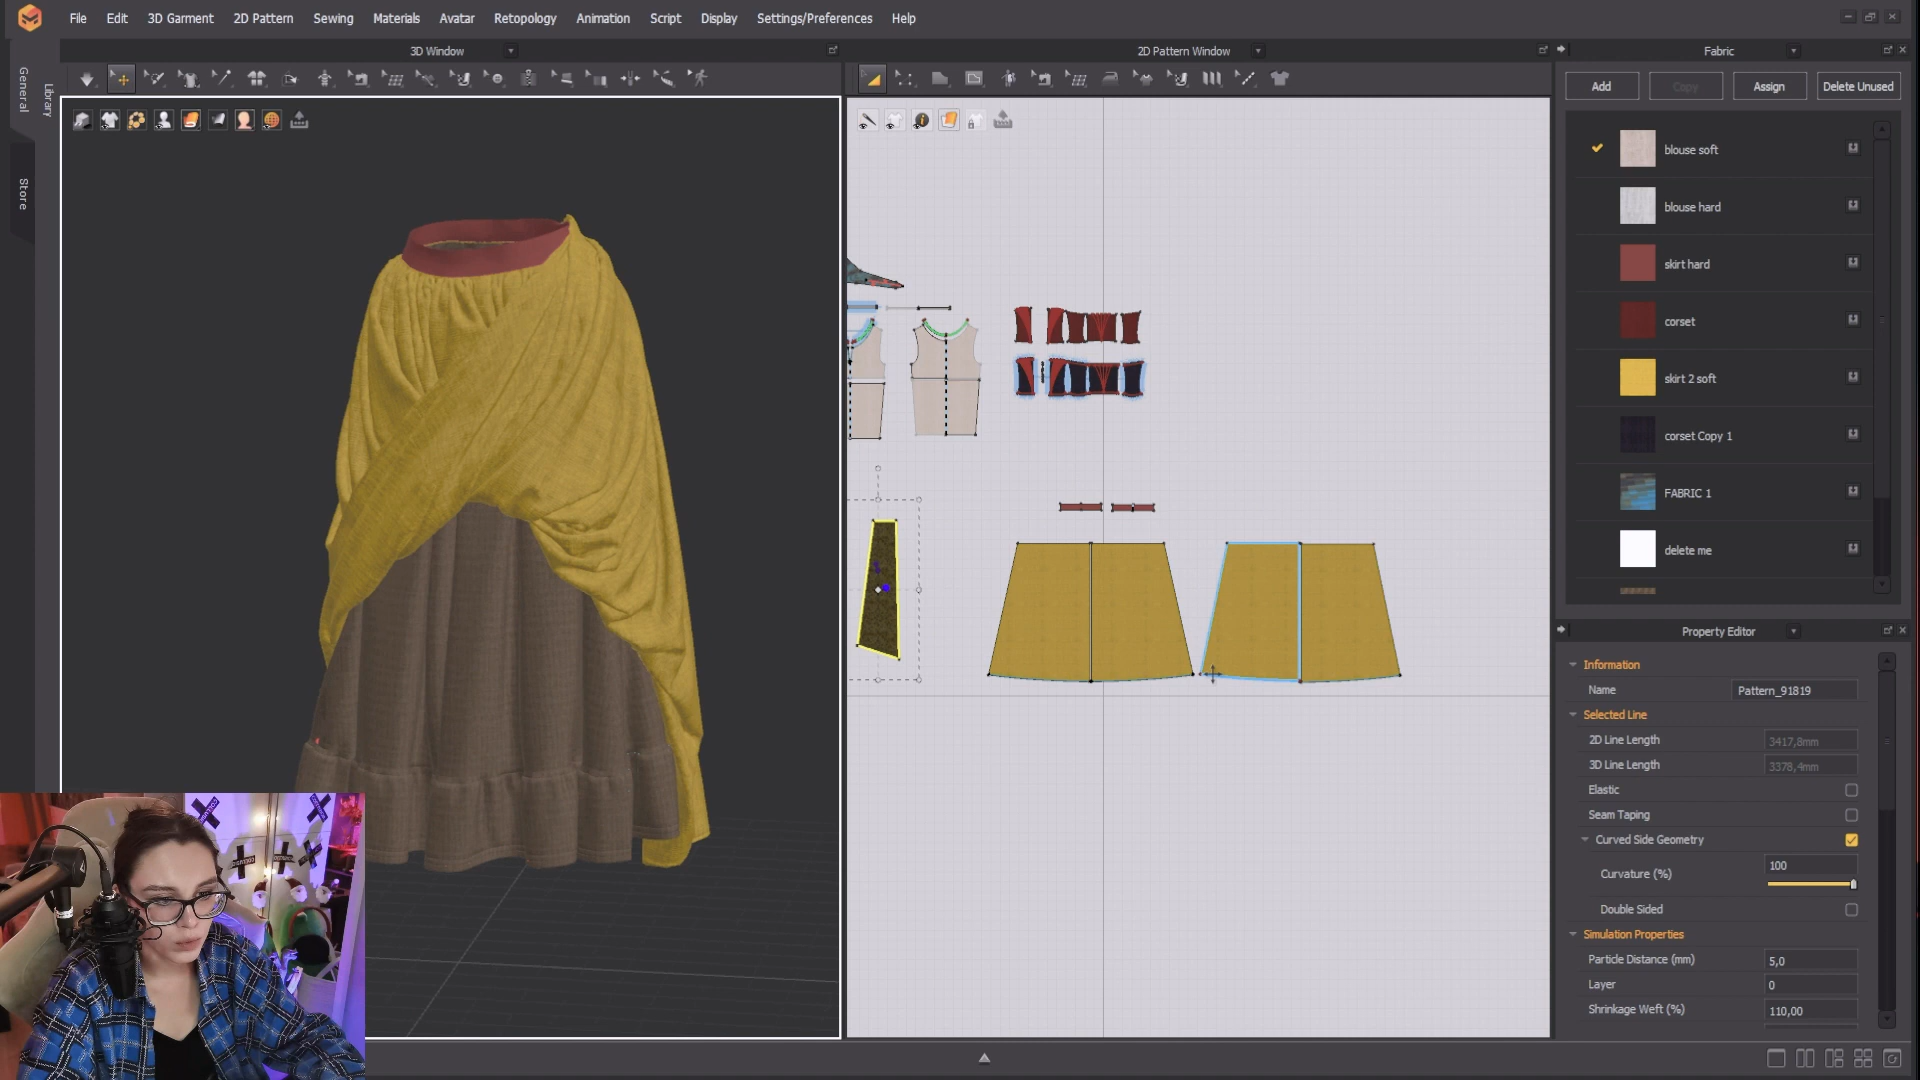 File Edit 3D Garment 2D Pattern Sewing Materials Avatar Retopology Animation Script Display Settings/Preferences Help
3D Window
2D Pattern Window
Fabric
General
Library
Store
Add
Copy
Assign
Delete Unused
blouse soft
blouse hard
skirt hard
corset
skirt 2 soft
corset Copy 1
FABRIC 1
delete me
Property Editor
Information
Name Pattern_91819
Selected Line
2D Line Length 3417,8mm
3D Line Length 3378,4mm
Elastic
Seam Taping
Curved Side Geometry
Curvature (%) 100
Double Sided
Simulation Properties
Particle Distance (mm) 5,0
Layer 0
Shrinkage Weft (%) 110,00